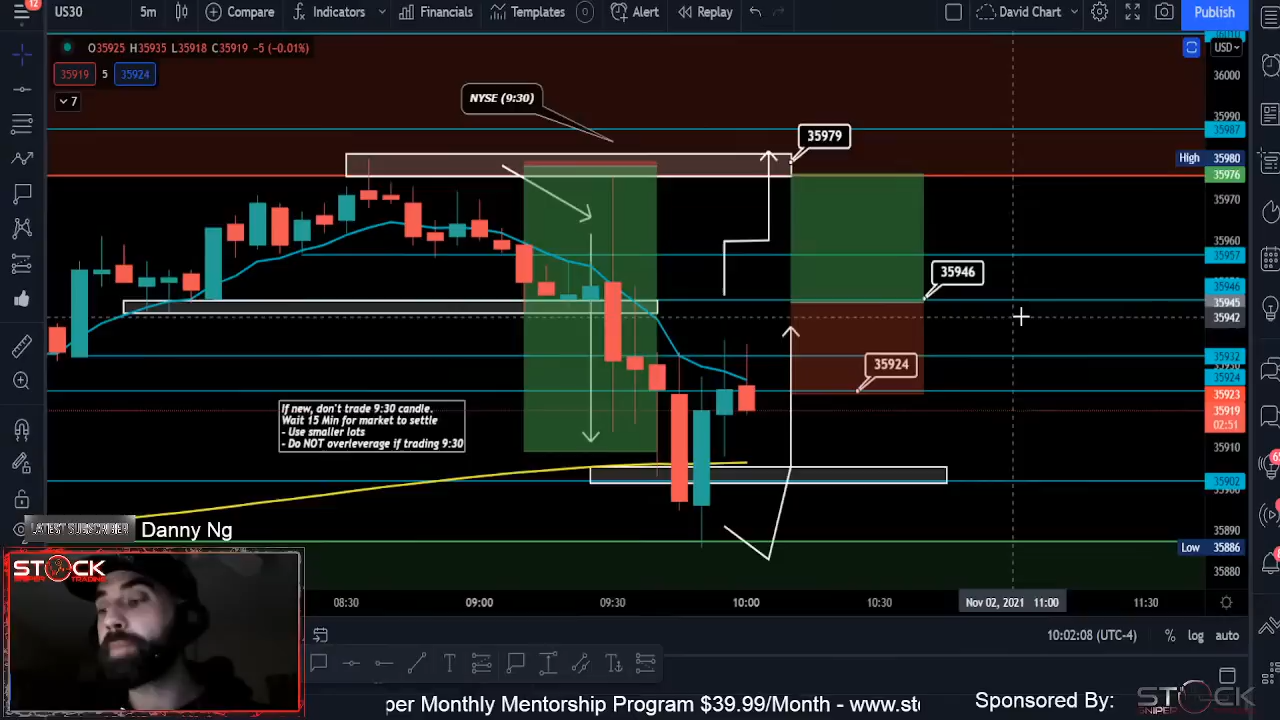 12
US30
5m
Compare
Indicators
Financials
Templates
Alert
Replay
David Chart
Publish
O35925 H35935 L35918 C35919 -5 (-0.01%)
35919
5
35924
7
USD
NYSE (9:30)
35979
35946
35924
If new, don't trade 9:30 candle.
Wait 15 Min for market to settle
- Use smaller lots
- Do NOT overleverage if trading 9:30
36000
35990
35987
High 35980
35976
35970
35960
35957
35946
35945
35942
35932
35924
35923
35919
02:51
35910
35902
35890
Low 35886
35880
LATEST SUBSCRIBER
Danny Ng
STOCK
SNIPER
TRADING
08:30
09:00
09:30
10:00
10:30
Nov 02, 2021 11:00
11:30
10:02:08 (UTC-4)
%
log
auto
per Monthly Mentorship Program $39.99/Month - www.st
Sponsored By:
STOCK